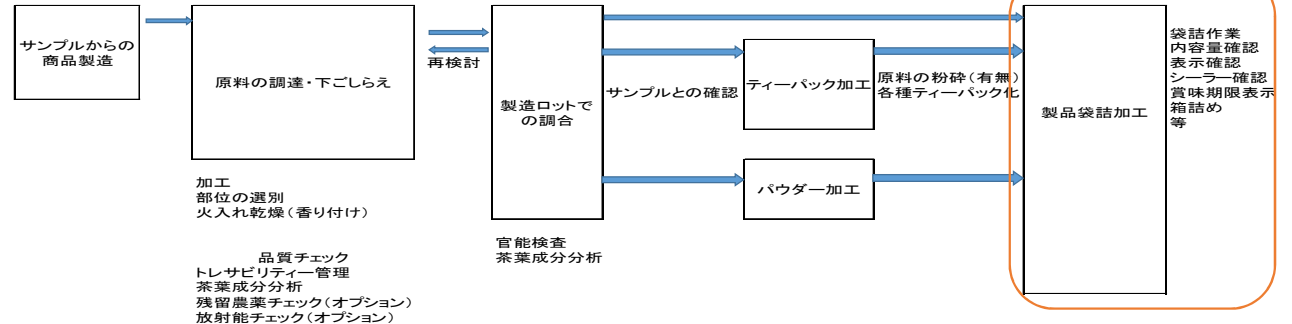 サンプルからの
商品製造
原料の調達・下ごしらえ
加工
部位の選別
火入れ乾燥(香り付け)
品質チェック
トレサビリティー管理
茶葉成分分析
残留農薬チェック(オプション)
放射能チェック(オプション)
再検討
製造ロットで
の調合
官能検査
茶葉成分分析
サンプルとの確認
ティーパック加工
原料の粉砕(有無)
各種ティーパック化
パウダー加工
製品袋詰加工
袋詰作業
内容量確認
表示確認
シーラー確認
賞味期限表示
箱詰め
等